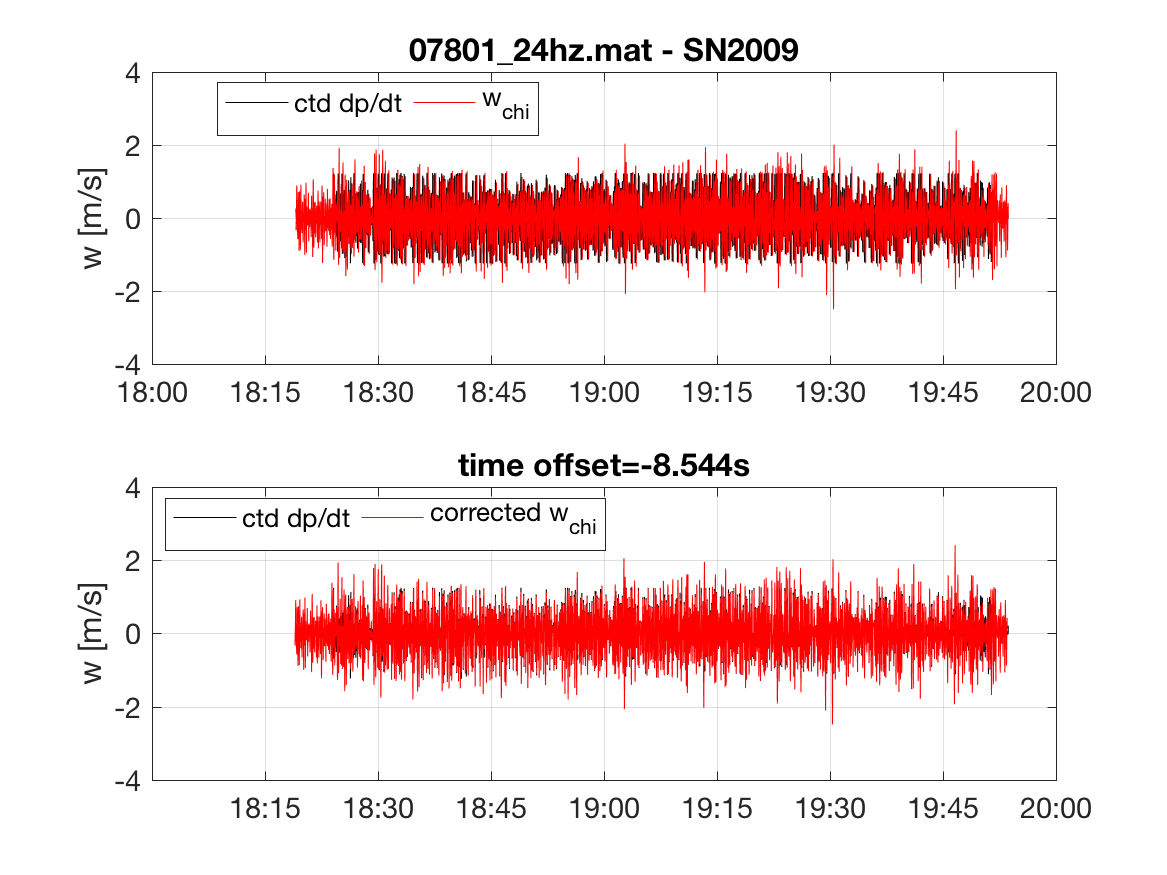 07801_24hz.mat - SN2009
ctd dp/dt w_chi
w [m/s]
4
2
0
-2
-4
18:00 18:15 18:30 18:45 19:00 19:15 19:30 19:45 20:00
time offset=-8.544s
ctd dp/dt corrected w_chi
w [m/s]
4
2
0
-2
-4
18:15 18:30 18:45 19:00 19:15 19:30 19:45 20:00